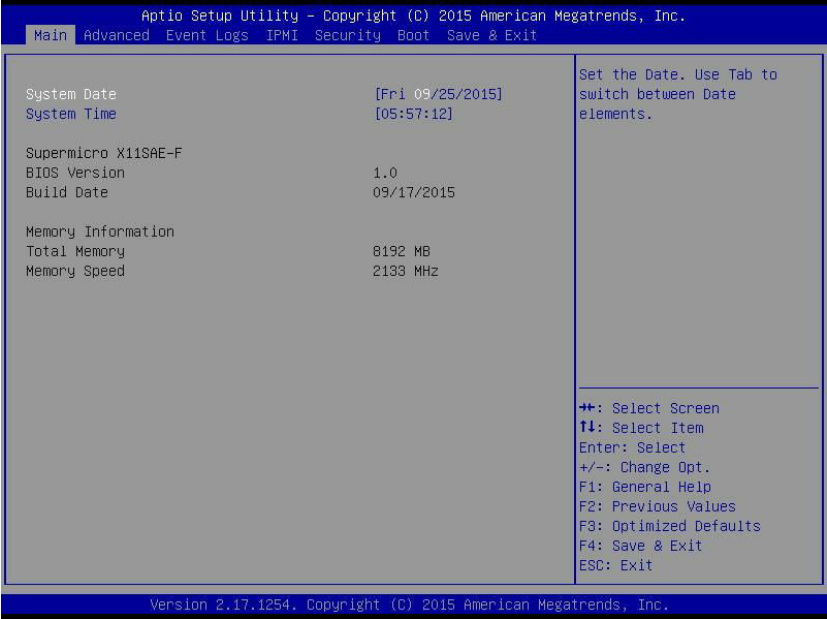 Aptio Setup Utility – Copyright (C) 2015 American Megatrends, Inc.
Main Advanced Event Logs IPMI Security Boot Save & Exit
System Date [Fri 09/25/2015]
System Time [05:57:12]
Supermicro X11SAE-F
BIOS Version 1.0
Build Date 09/17/2015
Memory Information
Total Memory 8192 MB
Memory Speed 2133 MHz
Set the Date. Use Tab to
switch between Date
elements.
→←: Select Screen
↑↓: Select Item
Enter: Select
+/-: Change Opt.
F1: General Help
F2: Previous Values
F3: Optimized Defaults
F4: Save & Exit
ESC: Exit
Version 2.17.1254. Copyright (C) 2015 American Megatrends, Inc.